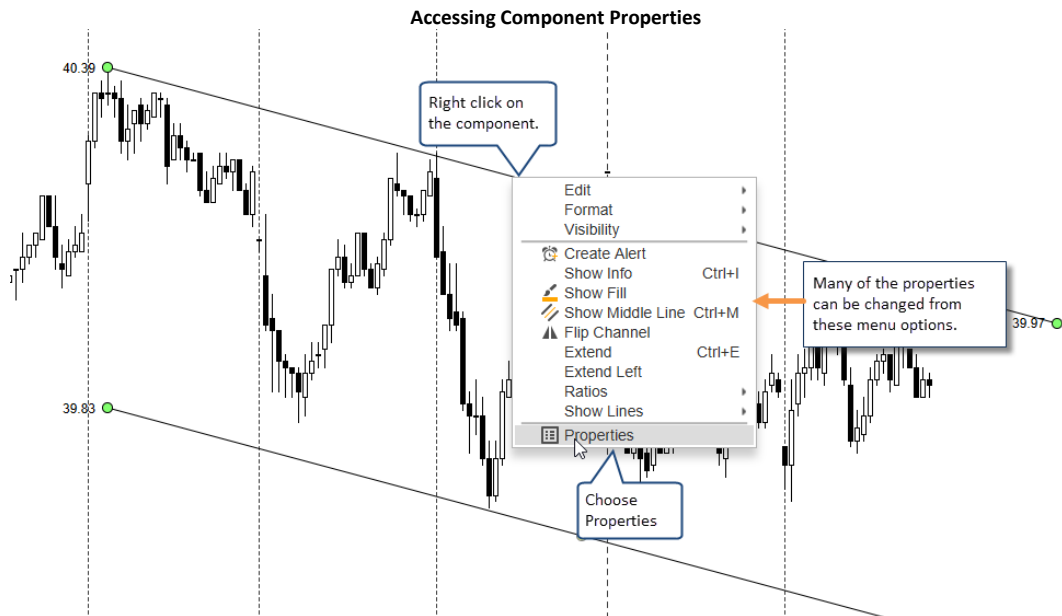 Accessing Component Properties
40.39
Right click on
the component.
Edit
Format
Visibility
Create Alert
Show Info Ctrl+I
Show Fill
Show Middle Line Ctrl+M
Flip Channel
Extend Ctrl+E
Extend Left
Ratios
Show Lines
Properties
Many of the properties
can be changed from
these menu options.
39.97
39.83
Choose
Properties